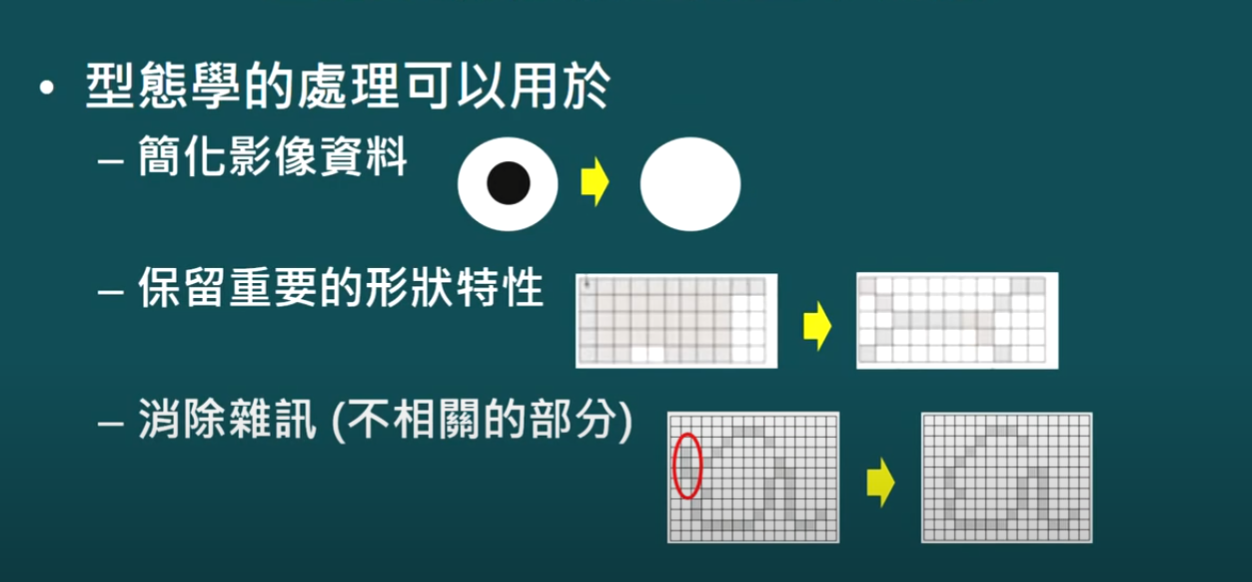 • 型態學的處理可以用於
– 簡化影像資料
– 保留重要的形狀特性
– 消除雜訊 (不相關的部分)